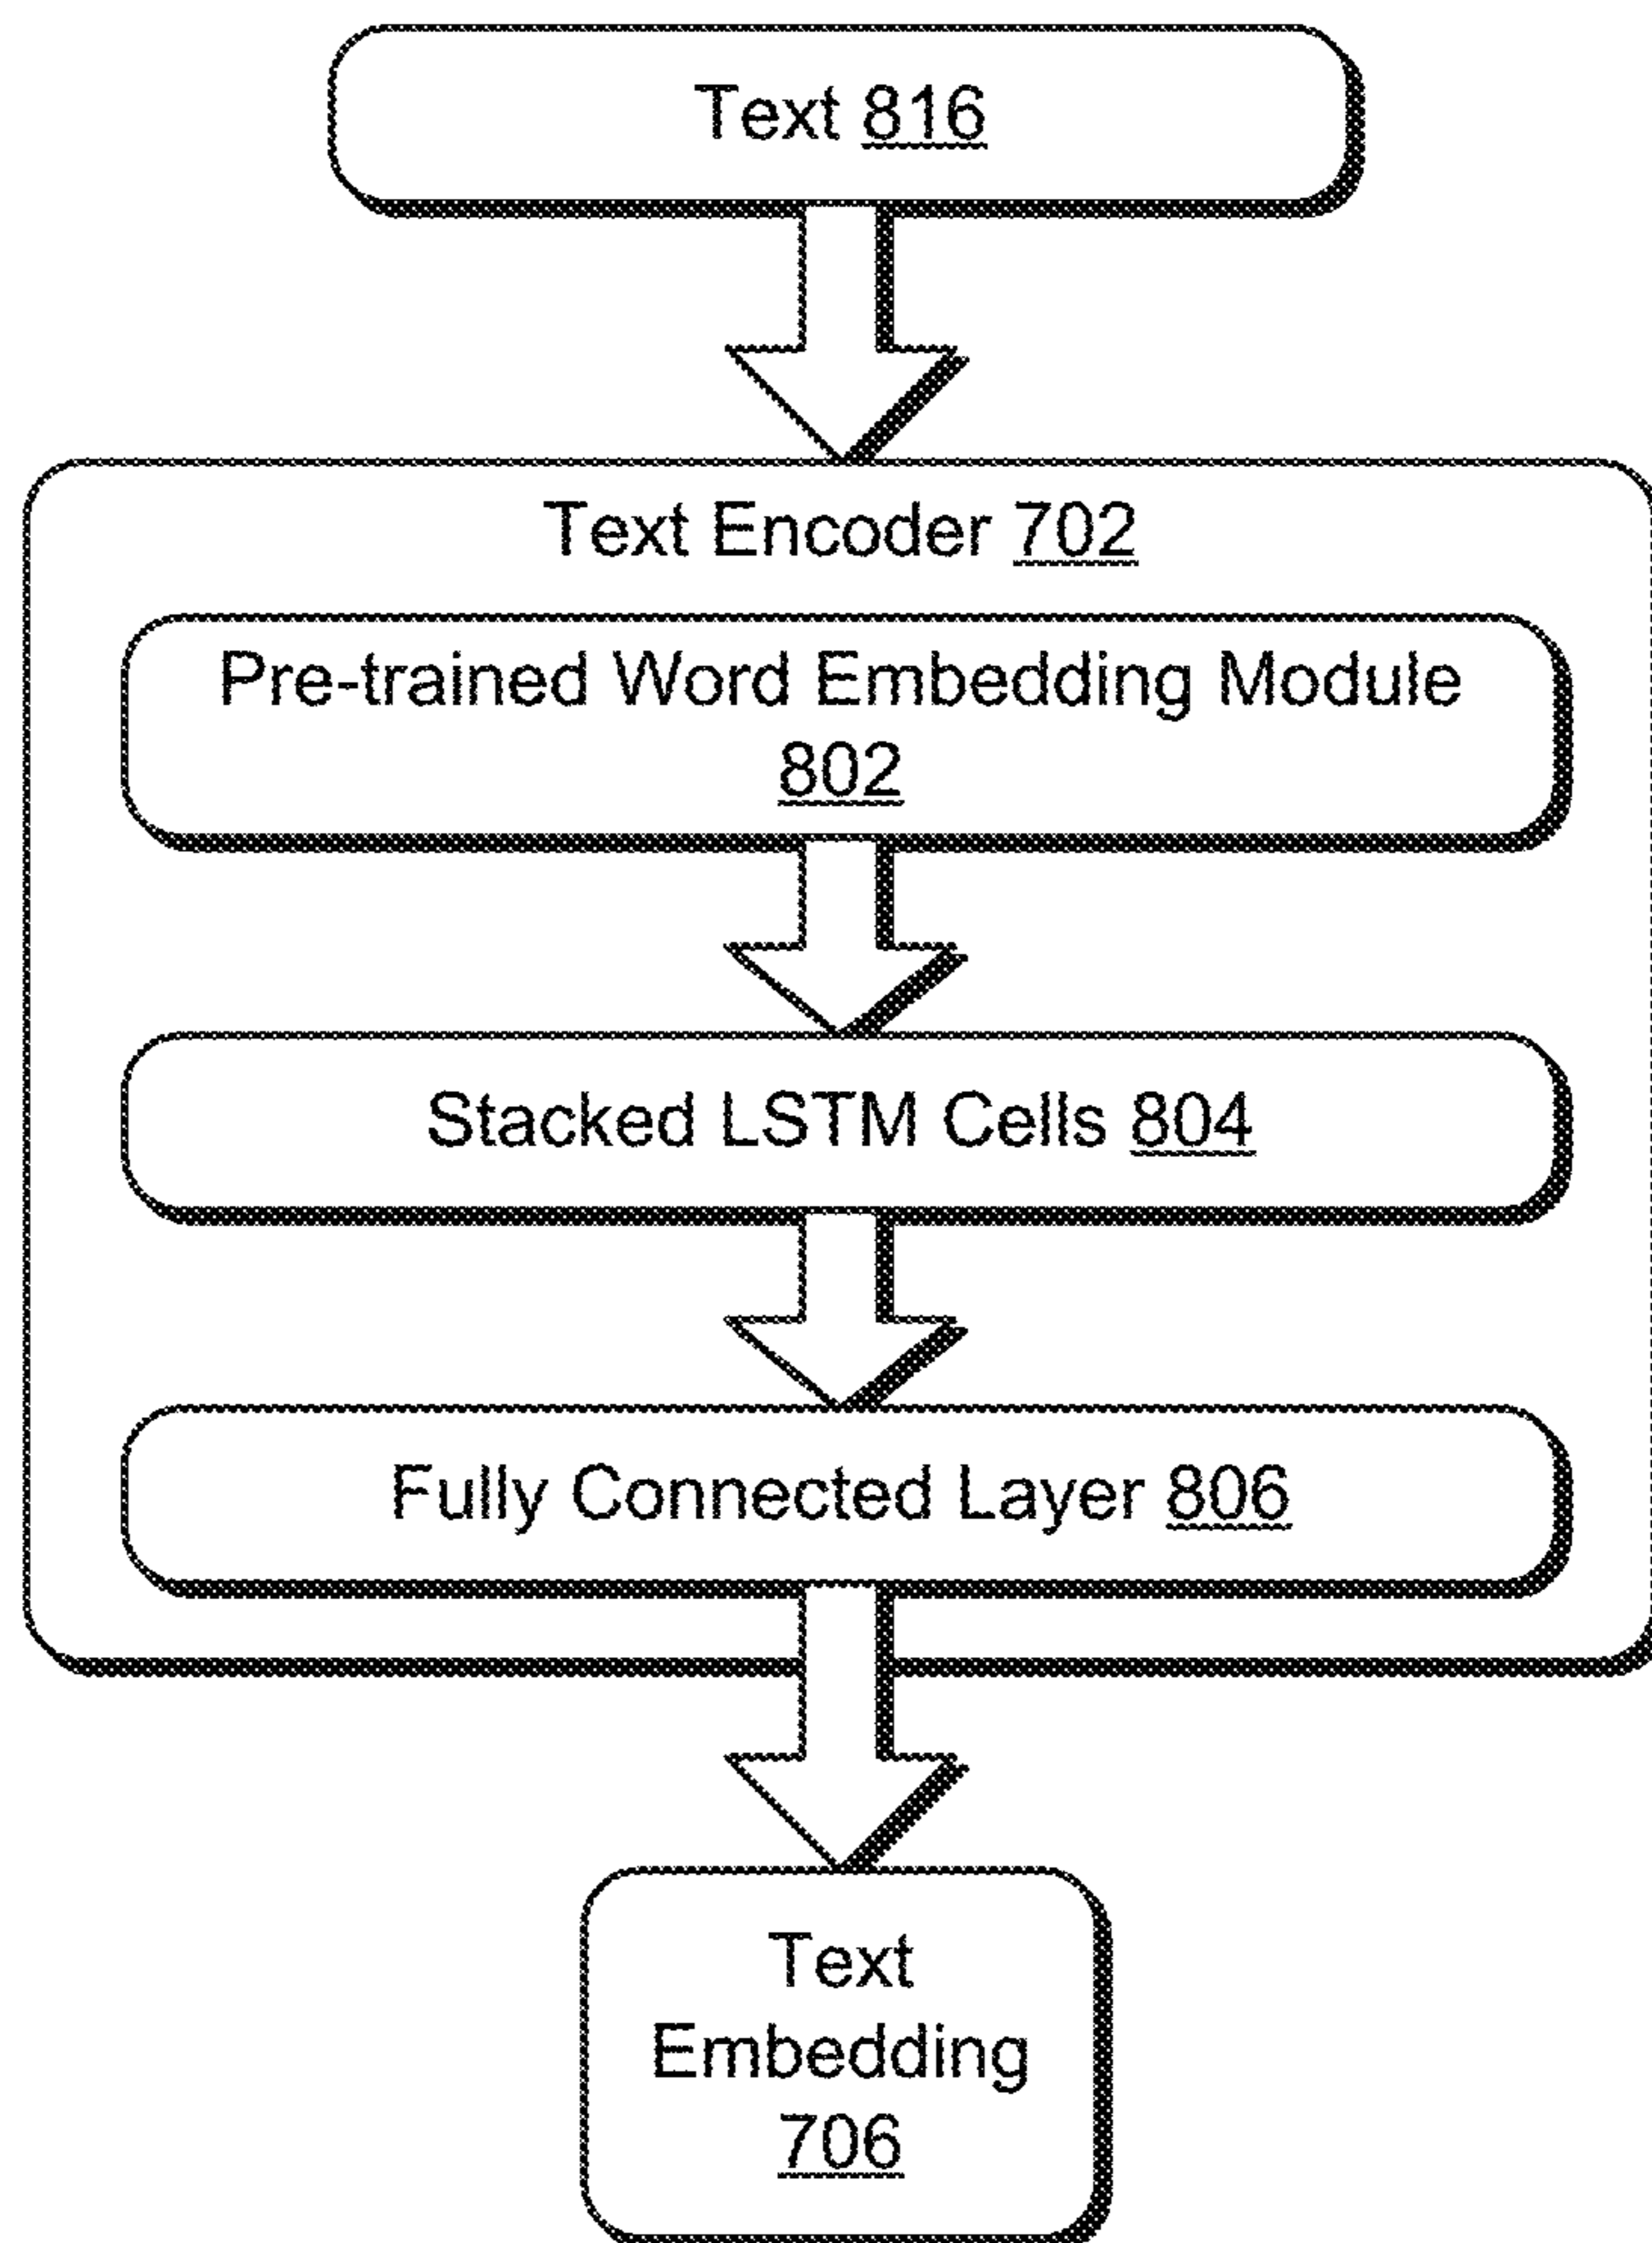 Text 816
Text Encoder 702
Pre-trained Word Embedding Module
802
Stacked LSTM Cells 804
Fully Connected Layer 806
Text
Embedding
706